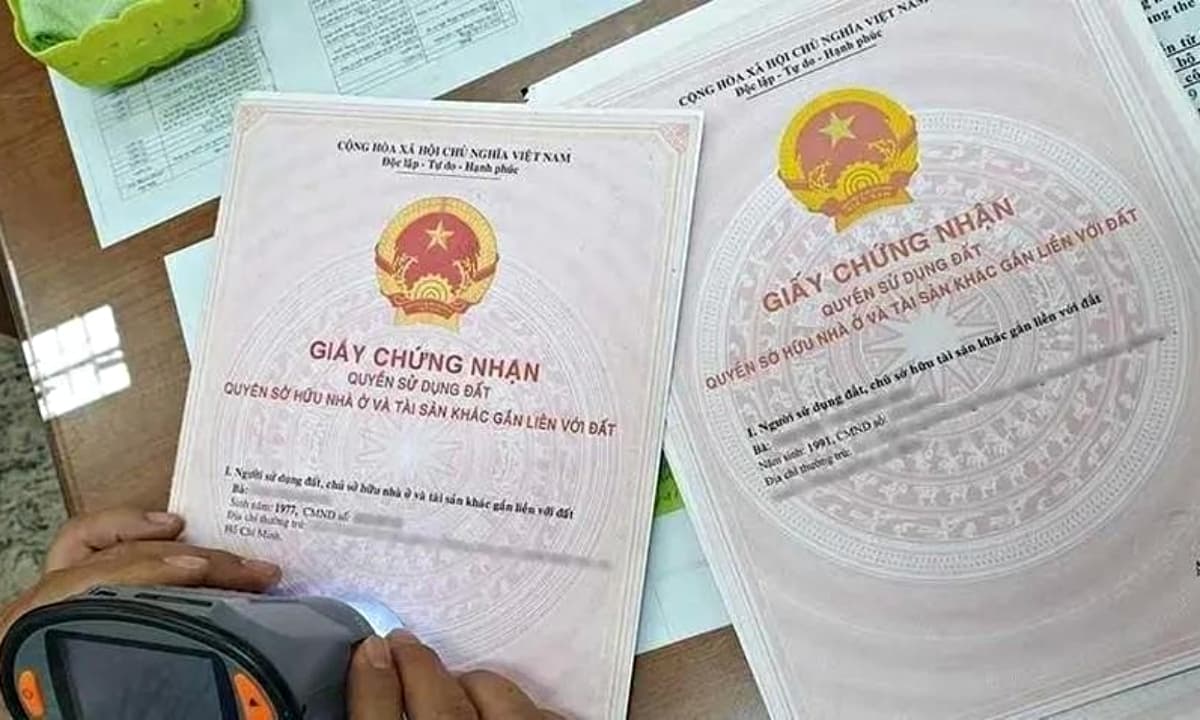 CỘNG HÒA XÃ HỘI CHỦ NGHĨA VIỆT NAM
Độc lập - Tự do - Hạnh phúc
GIẤY CHỨNG NHẬN
QUYỀN SỬ DỤNG ĐẤT
QUYỀN SỞ HỮU NHÀ Ở VÀ TÀI SẢN KHÁC GẮN LIỀN VỚI ĐẤT
I. Người sử dụng đất, chủ sở hữu nhà ở và tài sản khác gắn liền với đất
Bà:
Sinh năm: 1977, CMND số:
Địa chỉ thường trú:
Hồ Chí Minh.
CỘNG HÒA XÃ HỘI CHỦ NGHĨA VIỆT NAM
Độc lập - Tự do - Hạnh phúc
GIẤY CHỨNG NHẬN
QUYỀN SỬ DỤNG ĐẤT
QUYỀN SỞ HỮU NHÀ Ở VÀ TÀI SẢN KHÁC GẮN LIỀN VỚI ĐẤT
I. Người sử dụng đất, chủ sở hữu nhà ở và tài sản khác gắn liền với đất
Bà:
Năm sinh: 1991, CMND số:
Địa chỉ thường trú: